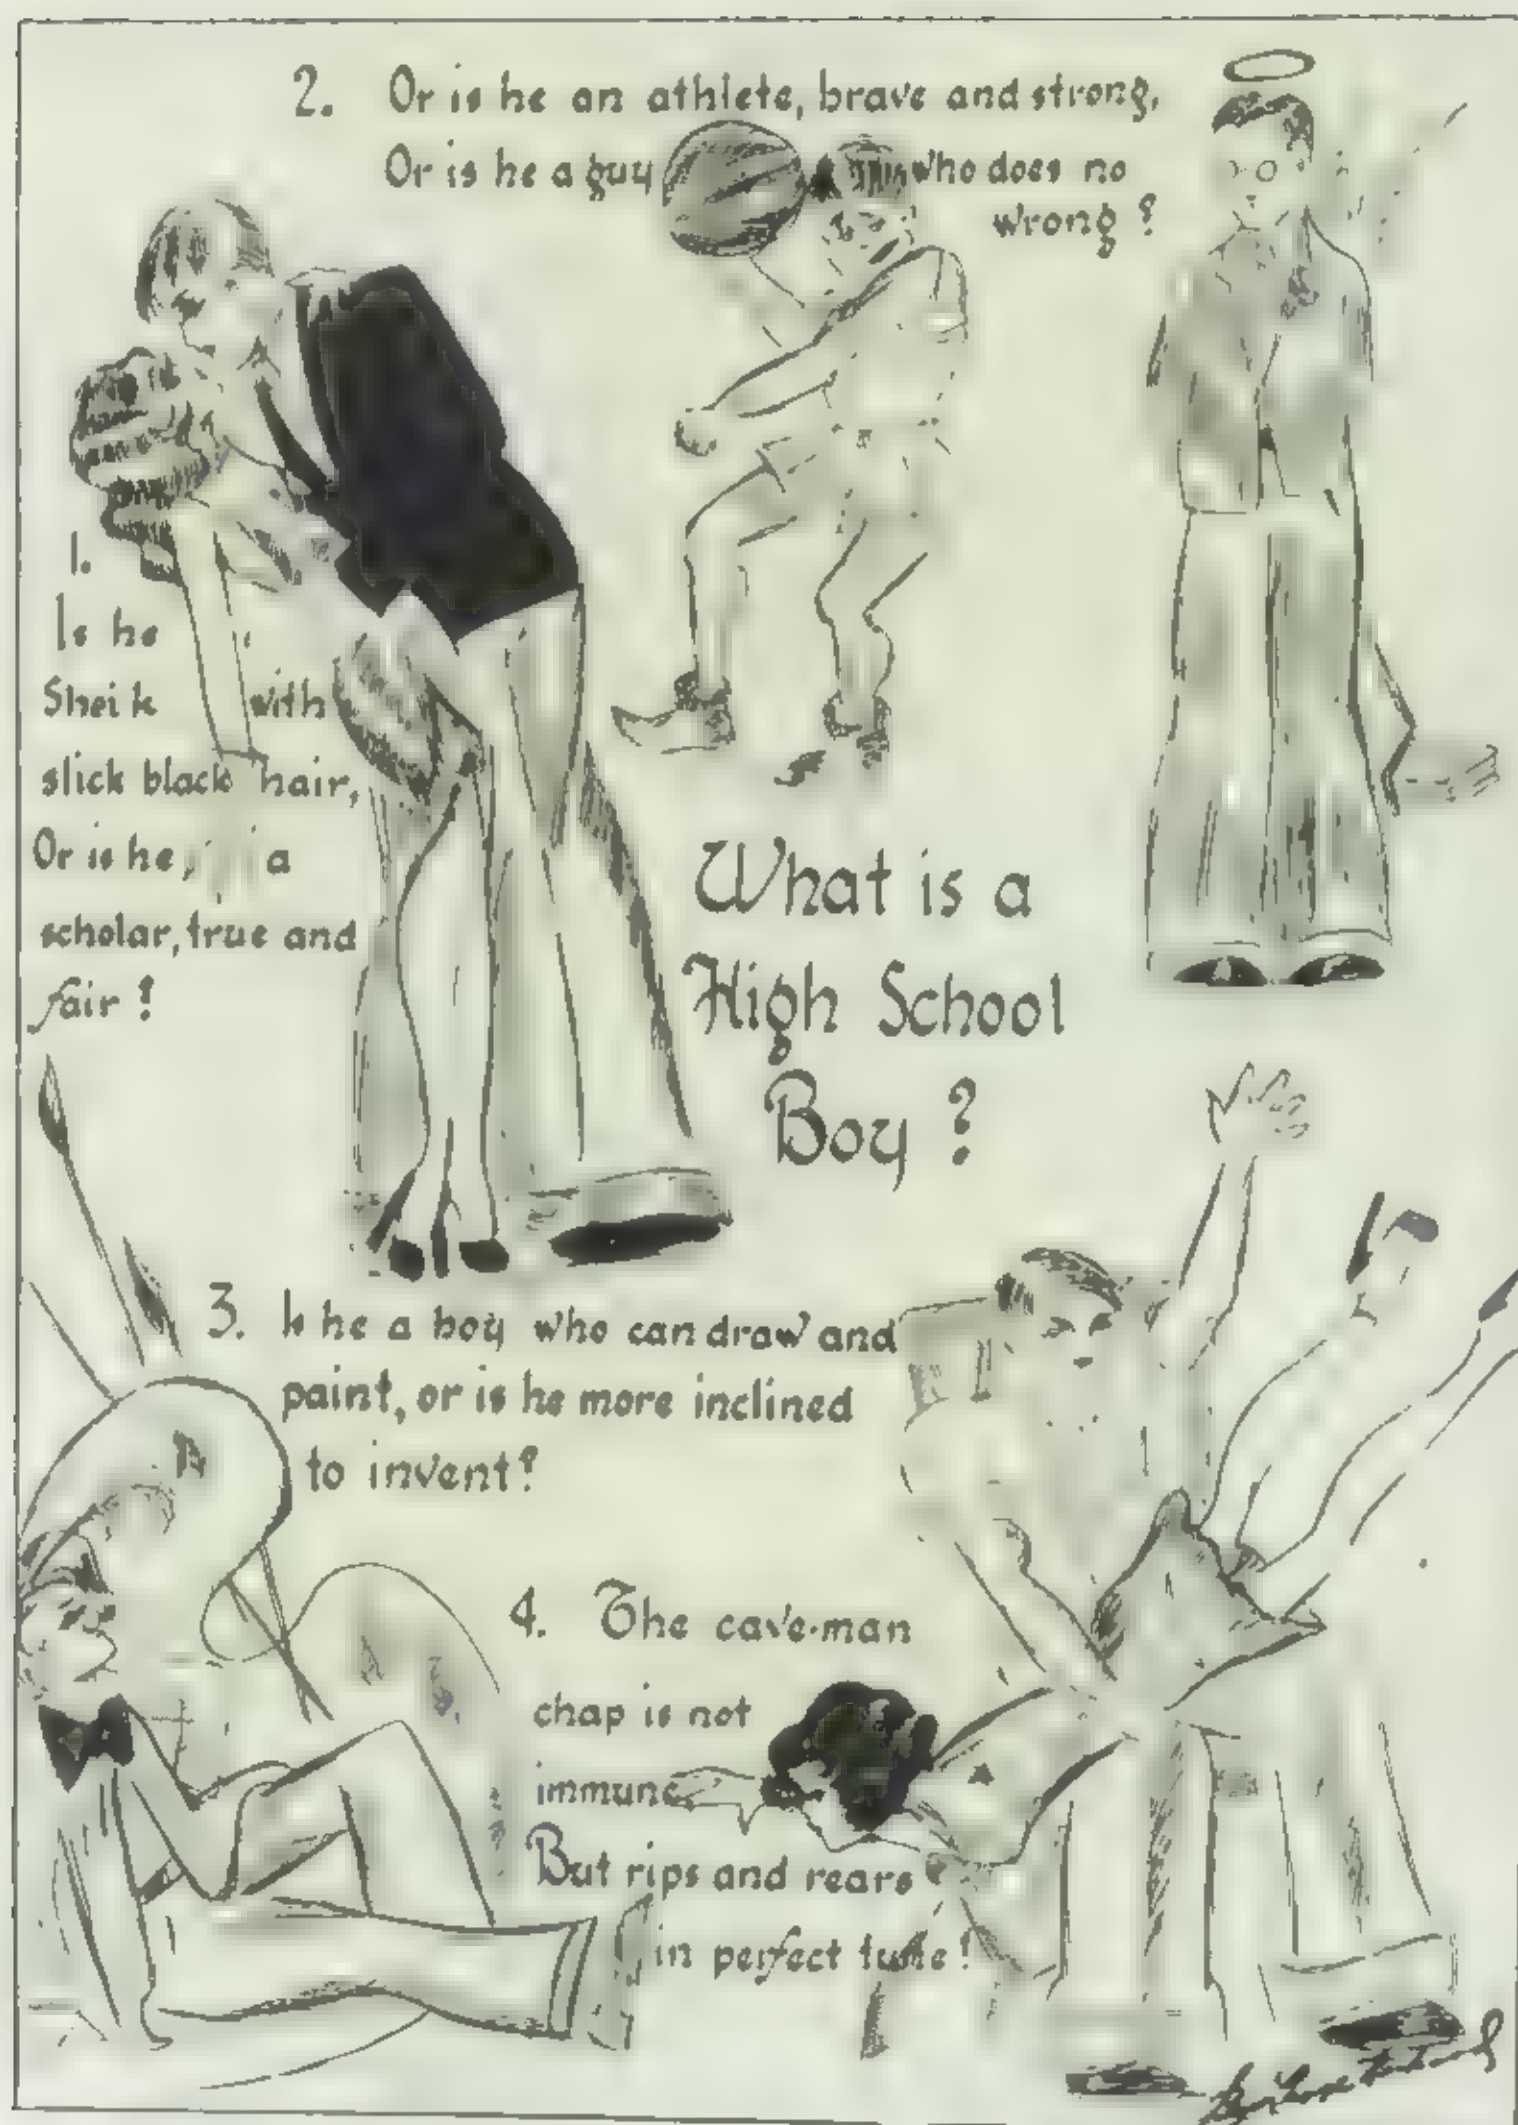 What is a
High School
Boy?
1.
Is he
Sheik with
slick black hair,
Or is he, a
scholar, true and
fair?
2. Or is he an athlete, brave and strong,
Or is he a guy who does no
wrong?
3. Is he a boy who can draw and
paint, or is he more inclined
to invent?
4. The cave-man
chap is not
immune,
But rips and rears
in perfect tune!